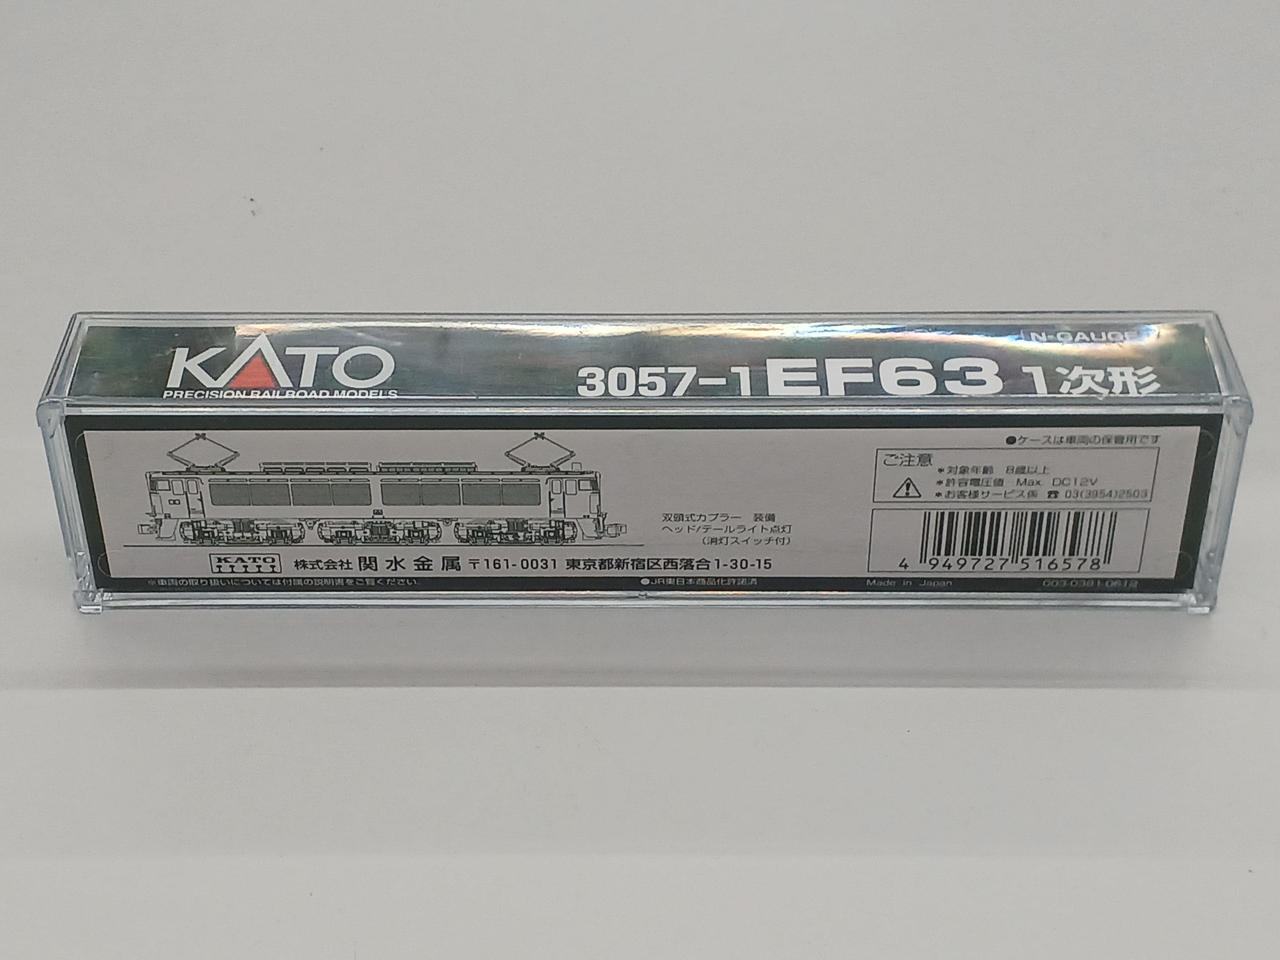 N-GAUGE
KATO
PRECISION RAILROAD MODELS
3057-1 EF63 1次形
●ケースは車両の保管用です
ご注意
*対象年齢 8歳以上
*許容電圧値 Max. DC12V
*お客様サービス係 ☎ 03(3954)2503
双頭式カプラー 装備
ヘッド/テールライト点灯
(消灯スイッチ付)
4 949727 516578
KATO 株式会社 関水金属 〒161-0031 東京都新宿区西落合1-30-15
※車両の取り扱いについては付属の説明書をご覧ください。 ●JR東日本商品化許諾済 Made in Japan 003-0381-0612